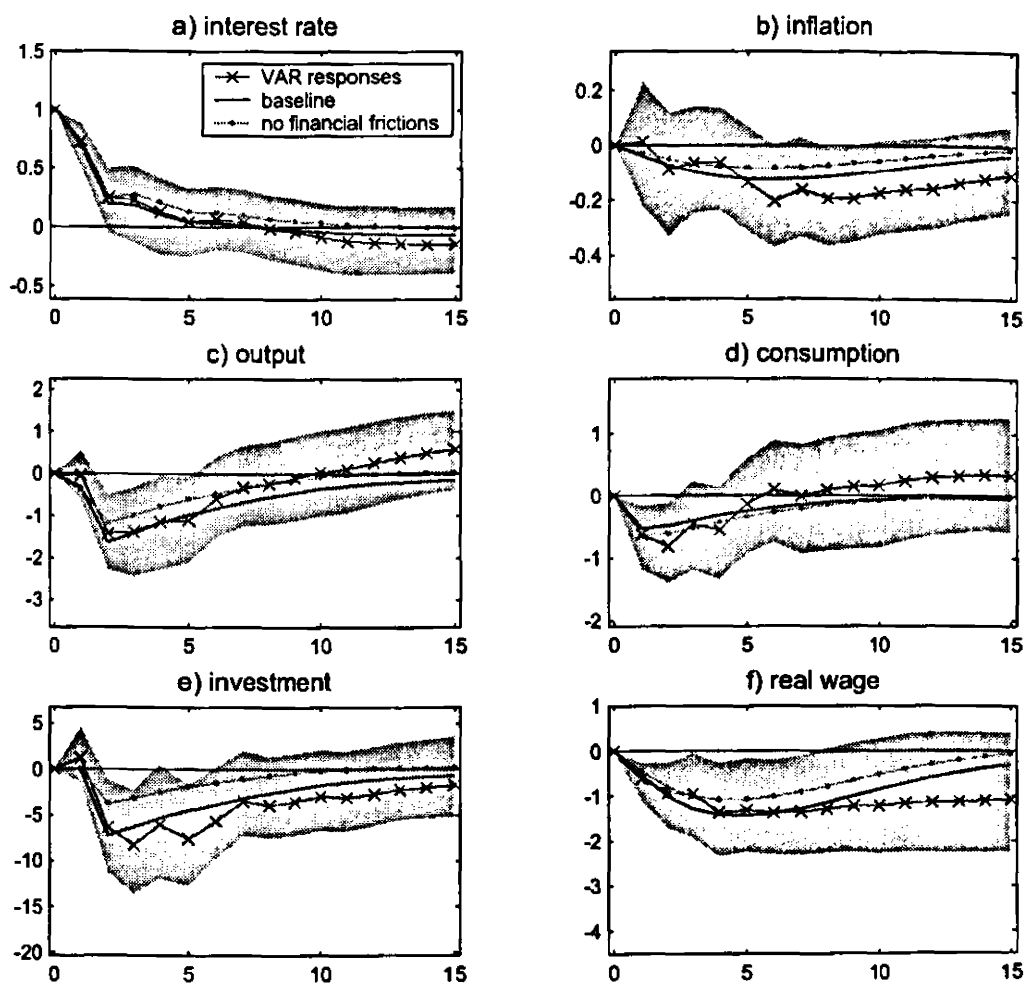 a) interest rate
1.5
1
0.5
0
-0.5
0 5 10 15
VAR responses
baseline
no financial frictions
b) inflation
0.2
0
-0.2
-0.4
0 5 10 15
c) output
2
1
0
-1
-2
-3
0 5 10 15
d) consumption
1
0
-1
-2
0 5 10 15
e) investment
5
0
-5
-10
-15
-20
0 5 10 15
f) real wage
1
0
-1
-2
-3
-4
0 5 10 15